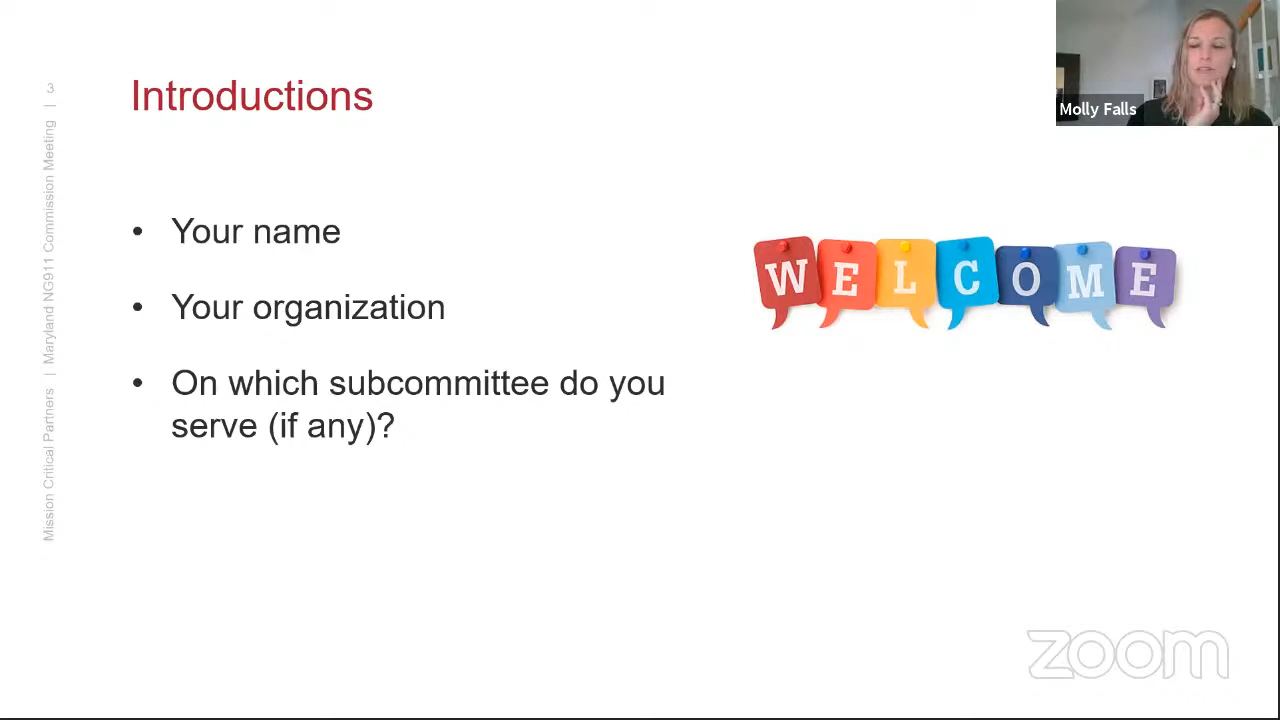 Introductions
Your name
Your organization
On which subcommittee do you
serve (if any)?
WELCOME
Molly Falls
Mission Critical Partners | Maryland NG911 Commission Meeting | 3
zoom